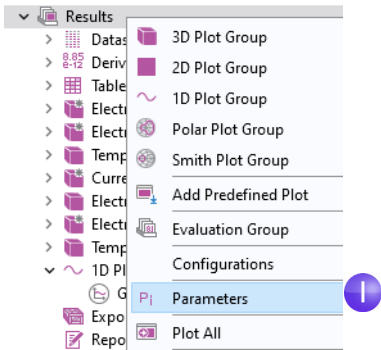 Results
Datas
3D Plot Group
8.85
e-12
Deriv
2D Plot Group
Table
1D Plot Group
Electr
Electr
Polar Plot Group
Temp
Smith Plot Group
Curre
Add Predefined Plot
Electr
Electr
Evaluation Group
Temp
Configurations
1D Pl
G
Pi Parameters
1
Expo
Plot All
Repo